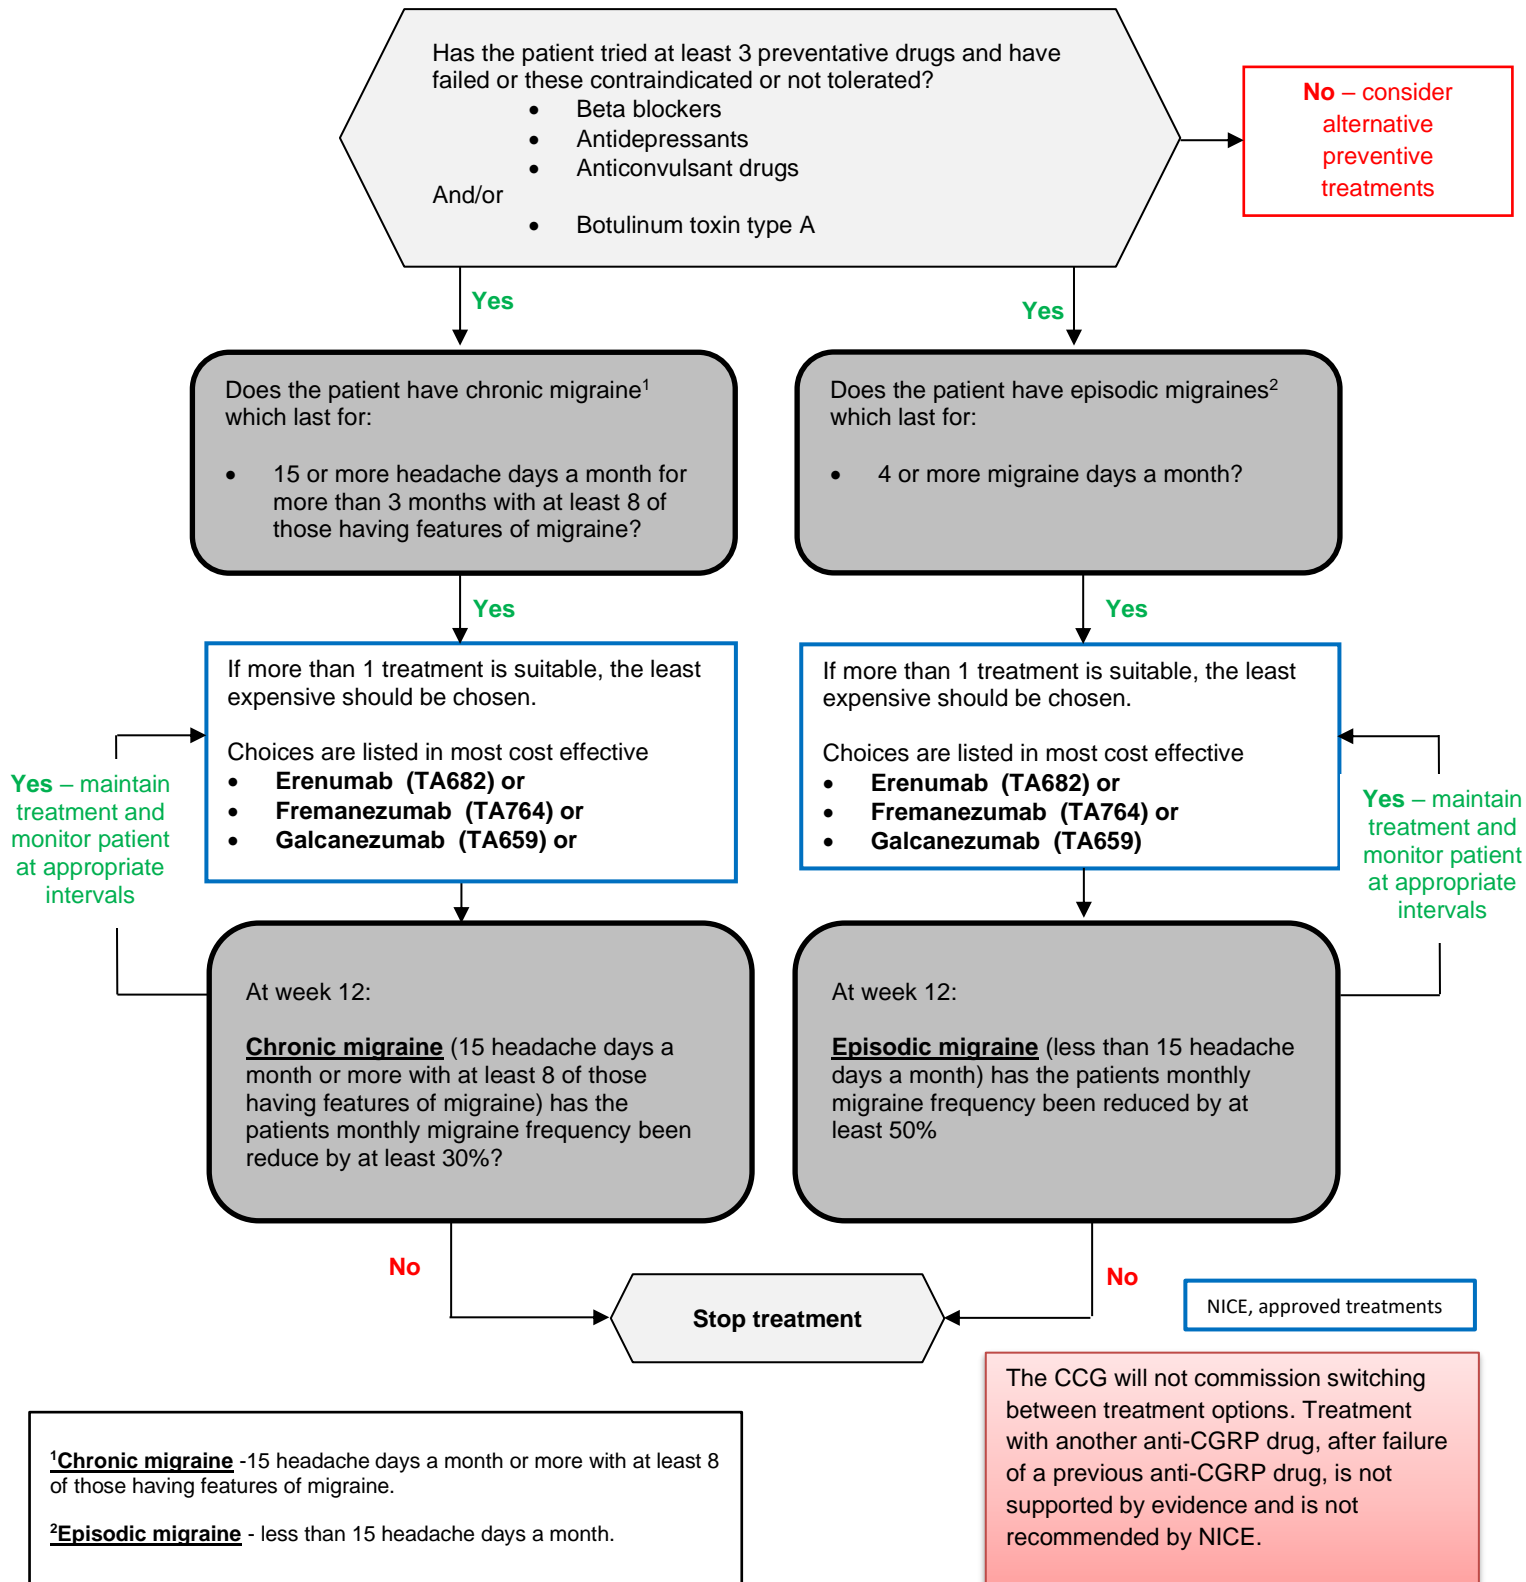 Has the patient tried at least 3 preventative drugs and have
failed or these contraindicated or not tolerated?
• Beta blockers
• Antidepressants
• Anticonvulsant drugs
And/or
• Botulinum toxin type A
No – consider
alternative
preventive
treatments
Yes
Yes
Does the patient have chronic migraine¹
which last for:
• 15 or more headache days a month for
more than 3 months with at least 8 of
those having features of migraine?
Does the patient have episodic migraines²
which last for:
• 4 or more migraine days a month?
Yes
Yes
If more than 1 treatment is suitable, the least
expensive should be chosen.
Choices are listed in most cost effective
• Erenumab (TA682) or
• Fremanezumab (TA764) or
• Galcanezumab (TA659) or
If more than 1 treatment is suitable, the least
expensive should be chosen.
Choices are listed in most cost effective
• Erenumab (TA682) or
• Fremanezumab (TA764) or
• Galcanezumab (TA659)
Yes – maintain
treatment and
monitor patient
at appropriate
intervals
Yes – maintain
treatment and
monitor patient
at appropriate
intervals
At week 12:
Chronic migraine (15 headache days a
month or more with at least 8 of those
having features of migraine) has the
patients monthly migraine frequency been
reduce by at least 30%?
At week 12:
Episodic migraine (less than 15 headache
days a month) has the patients monthly
migraine frequency been reduced by at
least 50%
No
No
Stop treatment
NICE, approved treatments
The CCG will not commission switching
between treatment options. Treatment
with another anti-CGRP drug, after failure
of a previous anti-CGRP drug, is not
supported by evidence and is not
recommended by NICE.
¹Chronic migraine -15 headache days a month or more with at least 8
of those having features of migraine.
²Episodic migraine - less than 15 headache days a month.